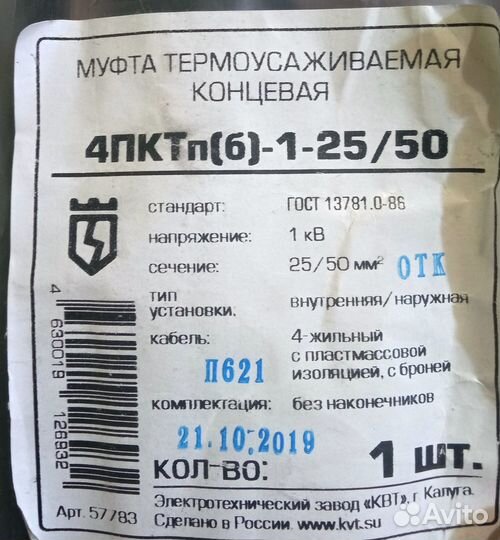 МУФТА ТЕРМОУСАЖИВАЕМАЯ
КОНЦЕВАЯ
4ПКТп(б)-1-25/50
стандарт: ГОСТ 13781.0-86
напряжение: 1 кВ
сечение: 25/50 мм² ОТК
тип установки: внутренняя/наружная
кабель: 4-жильный
с пластмассовой
П621 изоляцией, с броней
комплектация: без наконечников
21.10.2019
КОЛ-ВО: 1 шт.
Электротехнический завод «КВТ», г. Калуга.
Арт. 57783 Сделано в России. www.kvt.su
4 630019 126932
Avito